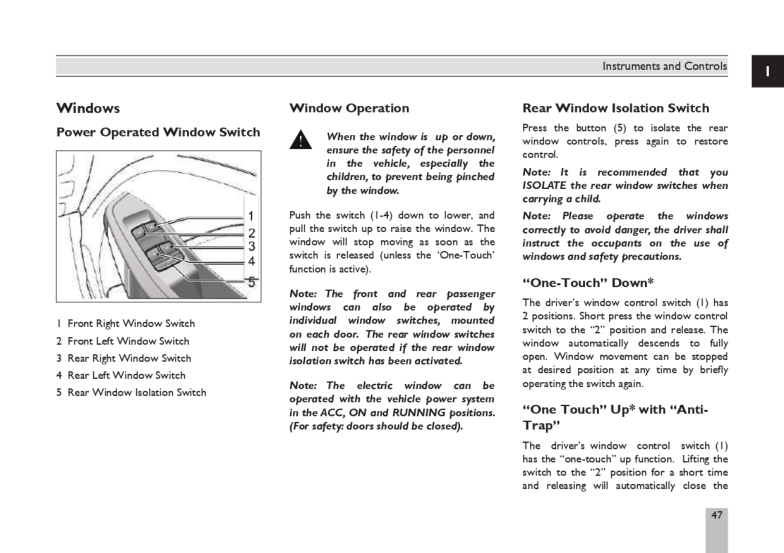 Instruments and Controls
1
Windows
Power Operated Window Switch
1
2
3
4
5
1 Front Right Window Switch
2 Front Left Window Switch
3 Rear Right Window Switch
4 Rear Left Window Switch
5 Rear Window Isolation Switch
Window Operation
When the window is up or down,
ensure the safety of the personnel
in the vehicle, especially the
children, to prevent being pinched
by the window.
Push the switch (1-4) down to lower, and
pull the switch up to raise the window. The
window will stop moving as soon as the
switch is released (unless the ‘One-Touch’
function is active).
Note: The front and rear passenger
windows can also be operated by
individual window switches, mounted
on each door. The rear window switches
will not be operated if the rear window
isolation switch has been activated.
Note: The electric window can be
operated with the vehicle power system
in the ACC, ON and RUNNING positions.
(For safety: doors should be closed).
Rear Window Isolation Switch
Press the button (5) to isolate the rear
window controls, press again to restore
control.
Note: It is recommended that you
ISOLATE the rear window switches when
carrying a child.
Note: Please operate the windows
correctly to avoid danger, the driver shall
instruct the occupants on the use of
windows and safety precautions.
“One-Touch” Down*
The driver’s window control switch (1) has
2 positions. Short press the window control
switch to the “2” position and release. The
window automatically descends to fully
open. Window movement can be stopped
at desired position at any time by briefly
operating the switch again.
“One Touch” Up* with “Anti-
Trap”
The driver’s window control switch (1)
has the “one-touch” up function. Lifting the
switch to the “2” position for a short time
and releasing will automatically close the
47